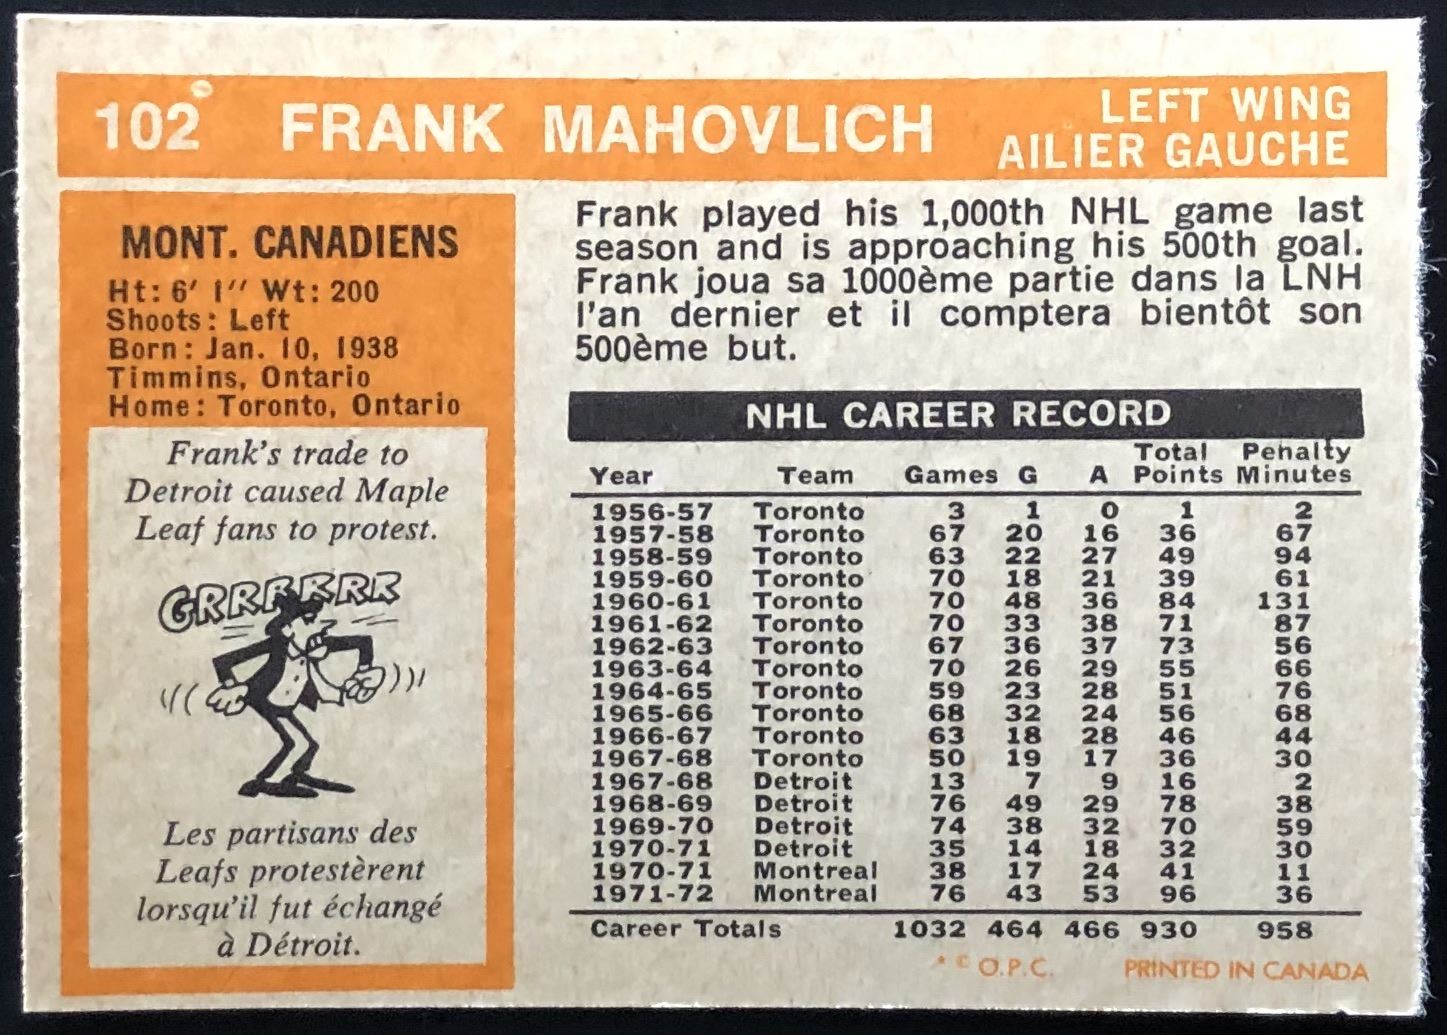 102 FRANK MAHOVLICH
LEFT WING
AILIER GAUCHE
MONT. CANADIENS
Ht: 6' 1" Wt: 200
Shoots: Left
Born: Jan. 10, 1938
Timmins, Ontario
Home: Toronto, Ontario
Frank's trade to
Detroit caused Maple
Leaf fans to protest.
GRRRRRR
Les partisans des
Leafs protestèrent
lorsqu'il fut échangé
à Détroit.
Frank played his 1,000th NHL game last
season and is approaching his 500th goal.
Frank joua sa 1000ème partie dans la LNH
l'an dernier et il comptera bientôt son
500ème but.
NHL CAREER RECORD
Year Team Games G A Total Points Penalty Minutes
1956-57 Toronto 3 1 0 1 2
1957-58 Toronto 67 20 16 36 67
1958-59 Toronto 63 22 27 49 94
1959-60 Toronto 70 18 21 39 61
1960-61 Toronto 70 48 36 84 131
1961-62 Toronto 70 33 38 71 87
1962-63 Toronto 67 36 37 73 56
1963-64 Toronto 70 26 29 55 66
1964-65 Toronto 59 23 28 51 76
1965-66 Toronto 68 32 24 56 68
1966-67 Toronto 63 18 28 46 44
1967-68 Toronto 50 19 17 36 30
1967-68 Detroit 13 7 9 16 2
1968-69 Detroit 76 49 29 78 38
1969-70 Detroit 74 38 32 70 59
1970-71 Detroit 35 14 18 32 30
1970-71 Montreal 38 17 24 41 11
1971-72 Montreal 76 43 53 96 36
Career Totals 1032 464 466 930 958
* © O.P.C. PRINTED IN CANADA